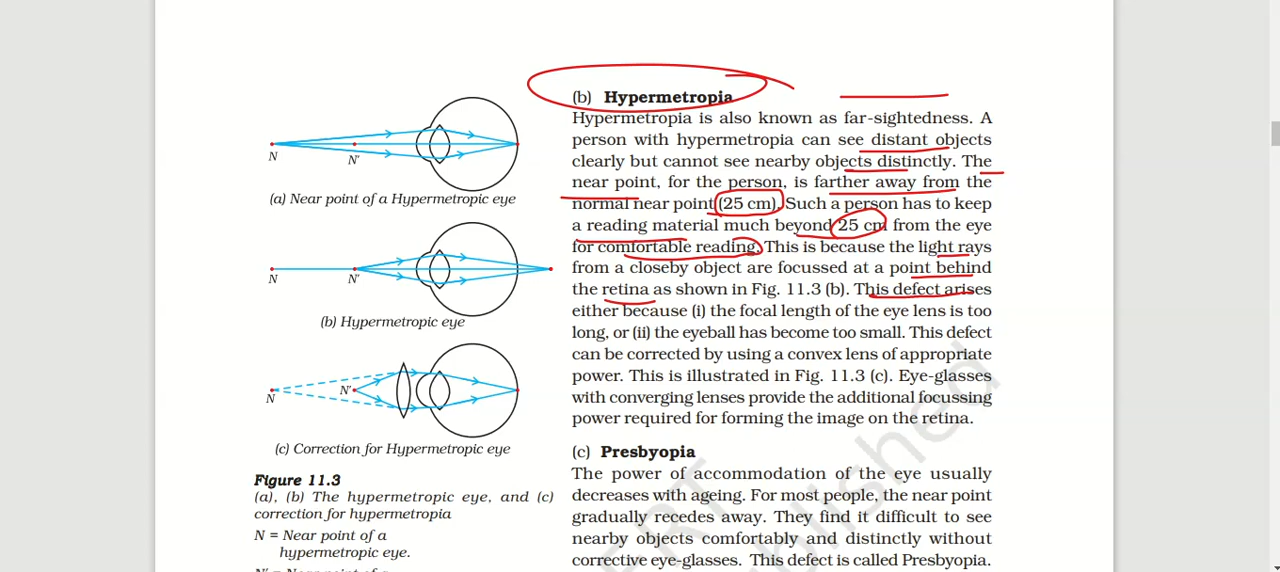 N
N'
(a) Near point of a Hypermetropic eye
N
N'
(b) Hypermetropic eye
N
N'
(c) Correction for Hypermetropic eye
Figure 11.3
(a), (b) The hypermetropic eye, and (c)
correction for hypermetropia
N = Near point of a
hypermetropic eye.
(b) Hypermetropia
Hypermetropia is also known as far-sightedness. A
person with hypermetropia can see distant objects
clearly but cannot see nearby objects distinctly. The
near point, for the person, is farther away from the
normal near point (25 cm). Such a person has to keep
a reading material much beyond 25 cm from the eye
for comfortable reading. This is because the light rays
from a closeby object are focussed at a point behind
the retina as shown in Fig. 11.3 (b). This defect arises
either because (i) the focal length of the eye lens is too
long, or (ii) the eyeball has become too small. This defect
can be corrected by using a convex lens of appropriate
power. This is illustrated in Fig. 11.3 (c). Eye-glasses
with converging lenses provide the additional focussing
power required for forming the image on the retina.
(c) Presbyopia
The power of accommodation of the eye usually
decreases with ageing. For most people, the near point
gradually recedes away. They find it difficult to see
nearby objects comfortably and distinctly without
corrective eye-glasses. This defect is called Presbyopia.